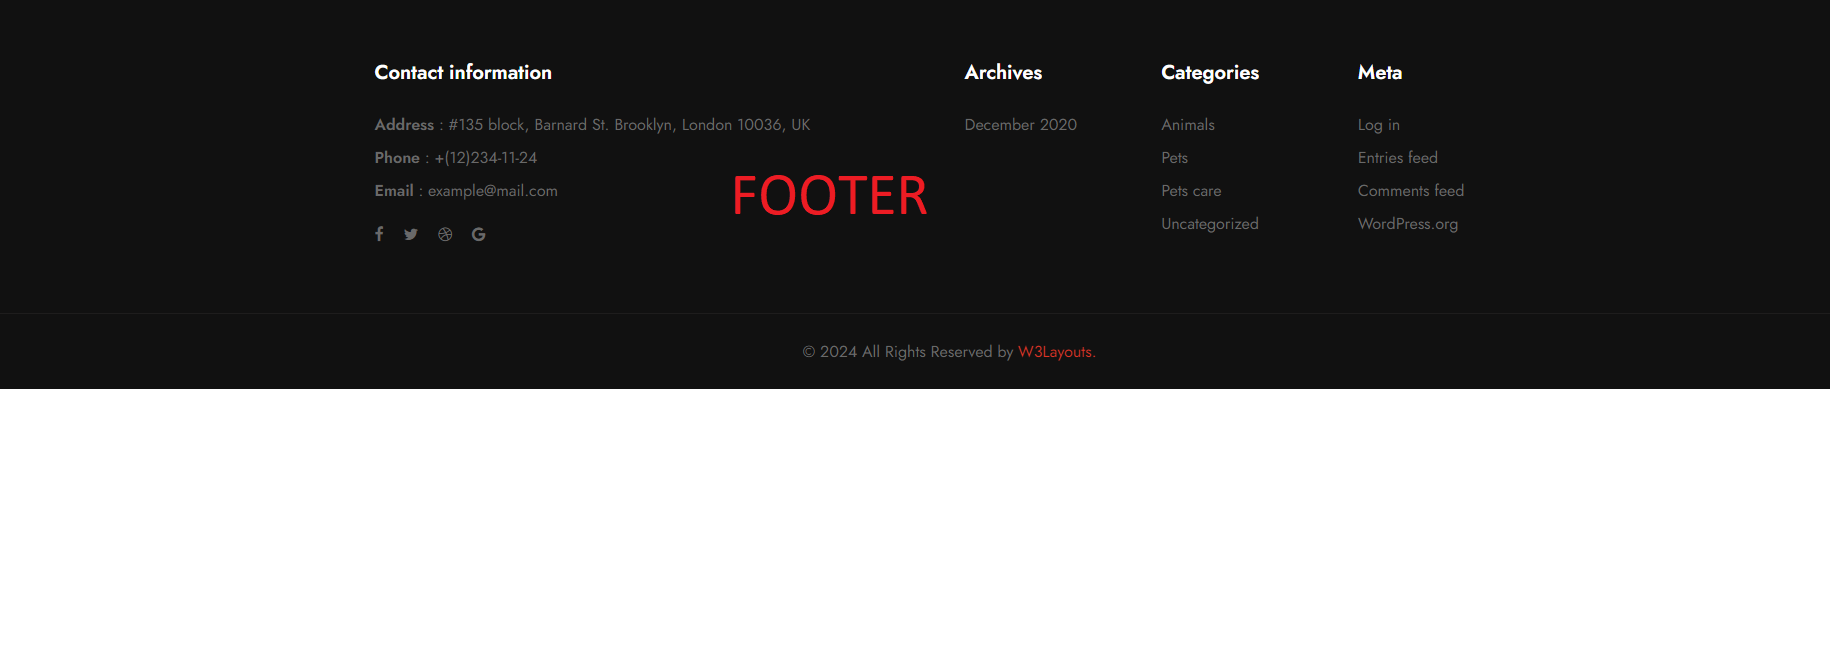 Contact information
Address : #135 block, Barnard St. Brooklyn, London 10036, UK
Phone : +(12)234-11-24
Email : example@mail.com
FOOTER
Archives
December 2020
Categories
Animals
Pets
Pets care
Uncategorized
Meta
Log in
Entries feed
Comments feed
WordPress.org
© 2024 All Rights Reserved by W3Layouts.